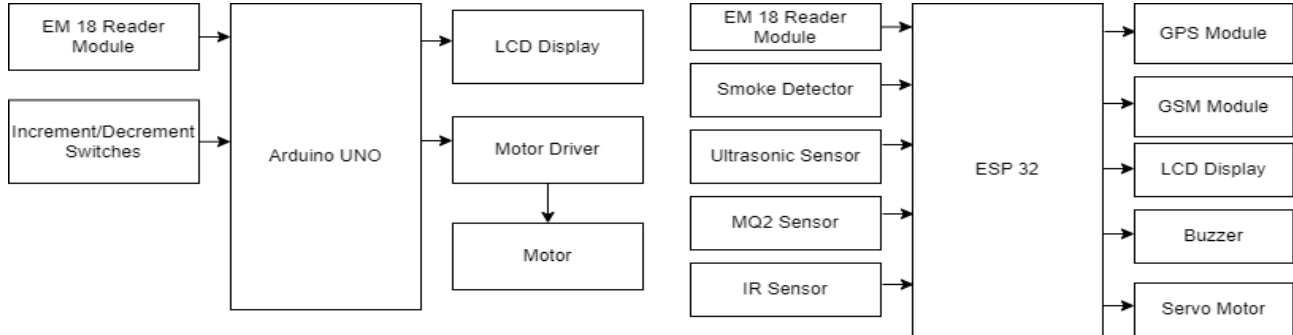 EM 18 Reader
Module
Increment/Decrement
Switches
Arduino UNO
LCD Display
Motor Driver
Motor
EM 18 Reader
Module
Smoke Detector
Ultrasonic Sensor
MQ2 Sensor
IR Sensor
ESP 32
GPS Module
GSM Module
LCD Display
Buzzer
Servo Motor